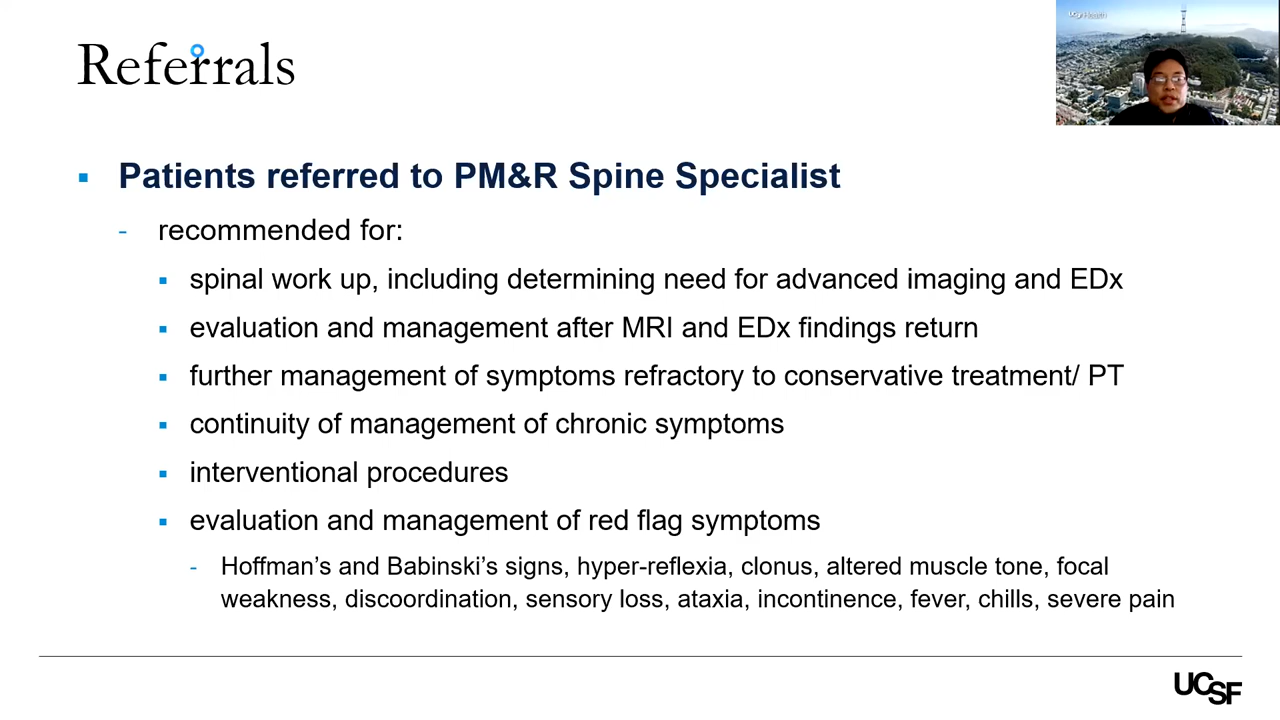 Referrals
UCSF Health
▪ Patients referred to PM&R Spine Specialist
- recommended for:
▪ spinal work up, including determining need for advanced imaging and EDx
▪ evaluation and management after MRI and EDx findings return
▪ further management of symptoms refractory to conservative treatment/ PT
▪ continuity of management of chronic symptoms
▪ interventional procedures
▪ evaluation and management of red flag symptoms
- Hoffman’s and Babinski’s signs, hyper-reflexia, clonus, altered muscle tone, focal
weakness, discoordination, sensory loss, ataxia, incontinence, fever, chills, severe pain
UCSF